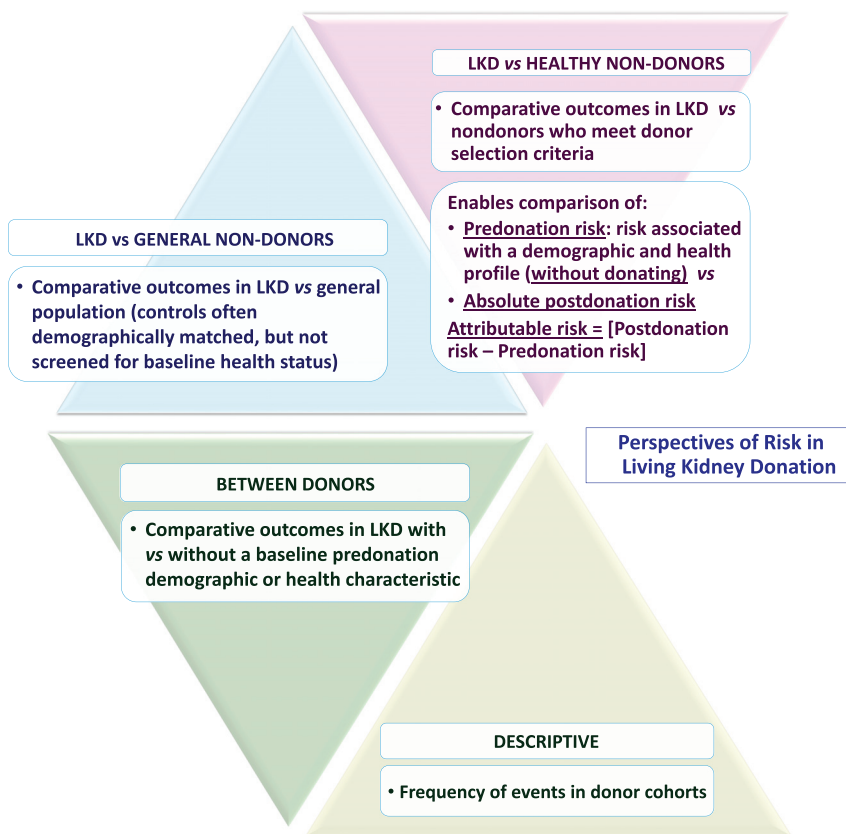 LKD vs HEALTHY NON-DONORS
• Comparative outcomes in LKD vs
nondonors who meet donor
selection criteria
Enables comparison of:
• Predonation risk: risk associated
with a demographic and health
profile (without donating) vs
• Absolute postdonation risk
Attributable risk = [Postdonation
risk – Predonation risk]
LKD vs GENERAL NON-DONORS
• Comparative outcomes in LKD vs general
population (controls often
demographically matched, but not
screened for baseline health status)
Perspectives of Risk in
Living Kidney Donation
BETWEEN DONORS
• Comparative outcomes in LKD with
vs without a baseline predonation
demographic or health characteristic
DESCRIPTIVE
• Frequency of events in donor cohorts